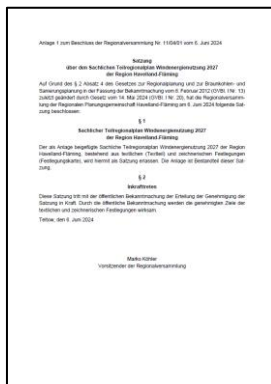 Anlage 1 zum Beschluss der Regionalversammlung Nr. 11/04/01 vom 6. Juni 2024
Satzung
über den Sachlichen Teilregionalplan Windenergienutzung 2027
der Region Havelland-Fläming
Auf Grund des § 2 Absatz 4 des Gesetzes zur Regionalplanung und zur Braunkohlen- und
Sanierungsplanung in der Fassung der Bekanntmachung vom 8. Februar 2012 (GVBl. I Nr. 13)
zuletzt geändert durch Gesetz vom 14. Mai 2024 (GVBl. I Nr. 20), hat die Regionalversamm-
lung der Regionalen Planungsgemeinschaft Havelland-Fläming am 6. Juni 2024 folgende Sat-
zung beschlossen:
§ 1
Sachlicher Teilregionalplan Windenergienutzung 2027
der Region Havelland-Fläming
Der als Anlage beigefügte Sachliche Teilregionalplan Windenergienutzung 2027 der Region
Havelland-Fläming, bestehend aus textlichen (Textteil) und zeichnerischen Festlegungen
(Festlegungskarte), wird hiermit als Satzung erlassen. Die Anlage ist Bestandteil dieser Sat-
zung.
§ 2
Inkrafttreten
Diese Satzung tritt mit der öffentlichen Bekanntmachung der Erteilung der Genehmigung der
Satzung in Kraft. Durch die öffentliche Bekanntmachung werden die genehmigten Ziele der
textlichen und zeichnerischen Festlegungen wirksam.
Teltow, den 6. Juni 2024
Marko Köhler
Vorsitzender der Regionalversammlung